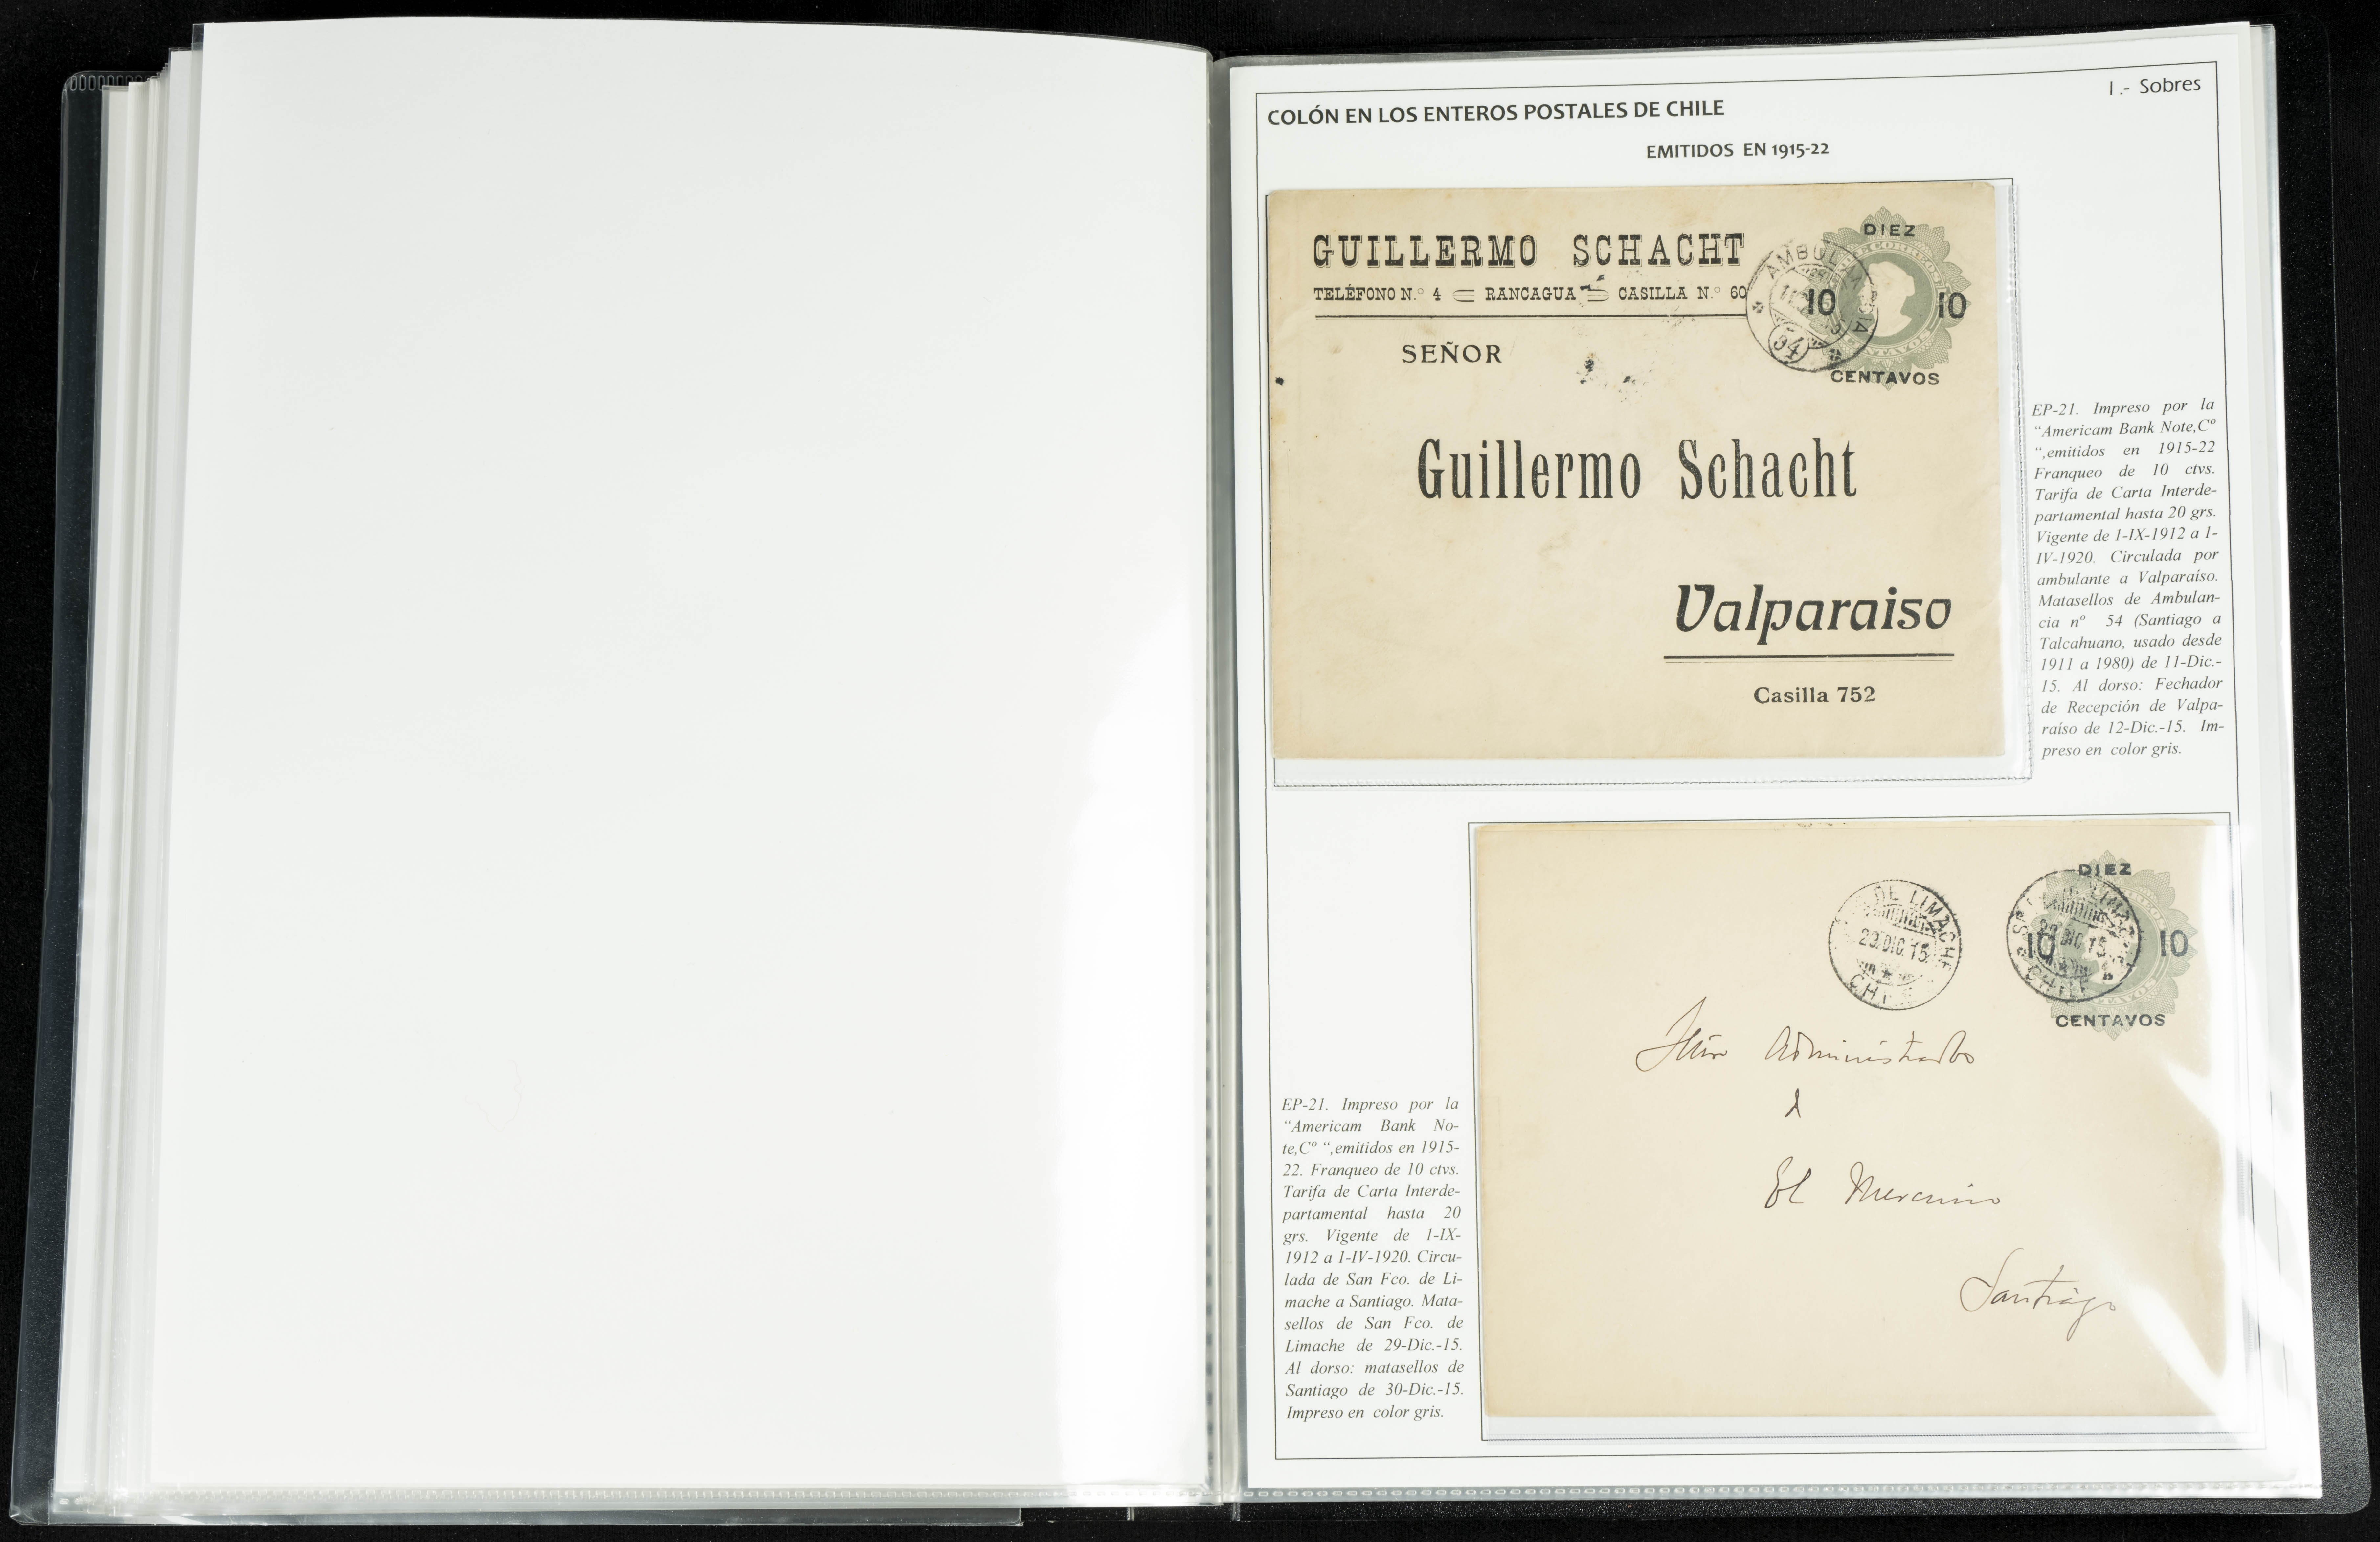 I.- Sobres
COLÓN EN LOS ENTEROS POSTALES DE CHILE
EMITIDOS EN 1915-22
GUILLERMO SCHACHT
TELÉFONO N.º 4 RANCAGUA CASILLA N.º 60
SEÑOR
Guillermo Schacht
Valparaiso
Casilla 752
DIEZ
CORREOS
10 10
CENTAVOS
CENTAVOS
54
EP-21. Impreso por la
“Americam Bank Note,Cº
“,emitidos en 1915-22
Franqueo de 10 ctvs.
Tarifa de Carta Interde-
partamental hasta 20 grs.
Vigente de 1-IX-1912 a 1-
IV-1920. Circulada por
ambulante a Valparaíso.
Matasellos de Ambulan-
cia nº 54 (Santiago a
Talcahuano, usado desde
1911 a 1980) de 11-Dic.-
15. Al dorso: Fechador
de Recepción de Valpa-
raíso de 12-Dic.-15. Im-
preso en color gris.
DE LIMACHE
29 DIC 15
DIEZ
10 10
CHILE
CENTAVOS
Administrador
El Mercurio
Santiago
EP-21. Impreso por la
“Americam Bank No-
te,Cº “,emitidos en 1915-
22. Franqueo de 10 ctvs.
Tarifa de Carta Interde-
partamental hasta 20
grs. Vigente de 1-IX-
1912 a 1-IV-1920. Circu-
lada de San Fco. de Li-
mache a Santiago. Mata-
sellos de San Fco. de
Limache de 29-Dic.-15.
Al dorso: matasellos de
Santiago de 30-Dic.-15.
Impreso en color gris.